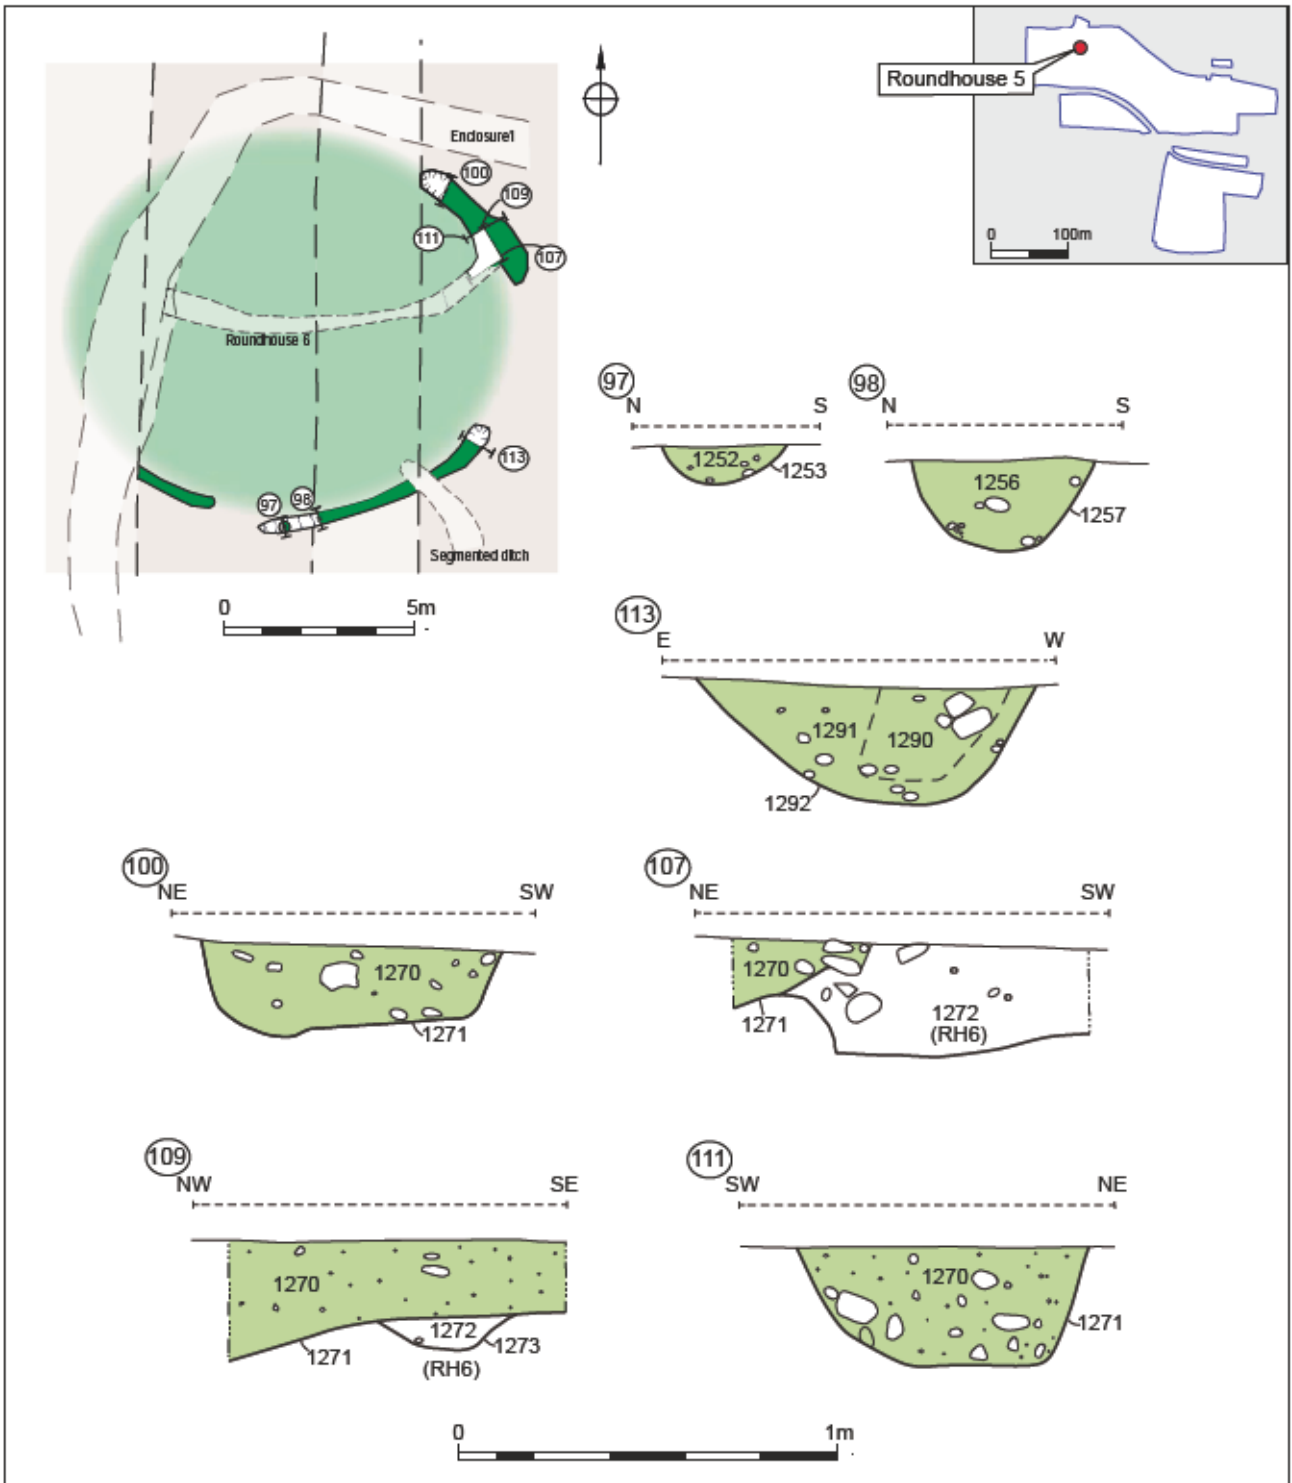 Enclosure1
100
109
111
107
Roundhouse 6
113
97
98
Segmented ditch
0 5m
Roundhouse 5
0 100m
97
N S
1252
1253
98
N S
1256
1257
113
E W
1291
1290
1292
100
NE SW
1270
1271
107
NE SW
1270
1271
1272
(RH6)
109
NW SE
1270
1272
1271
1273
(RH6)
111
SW NE
1270
1271
0 1m